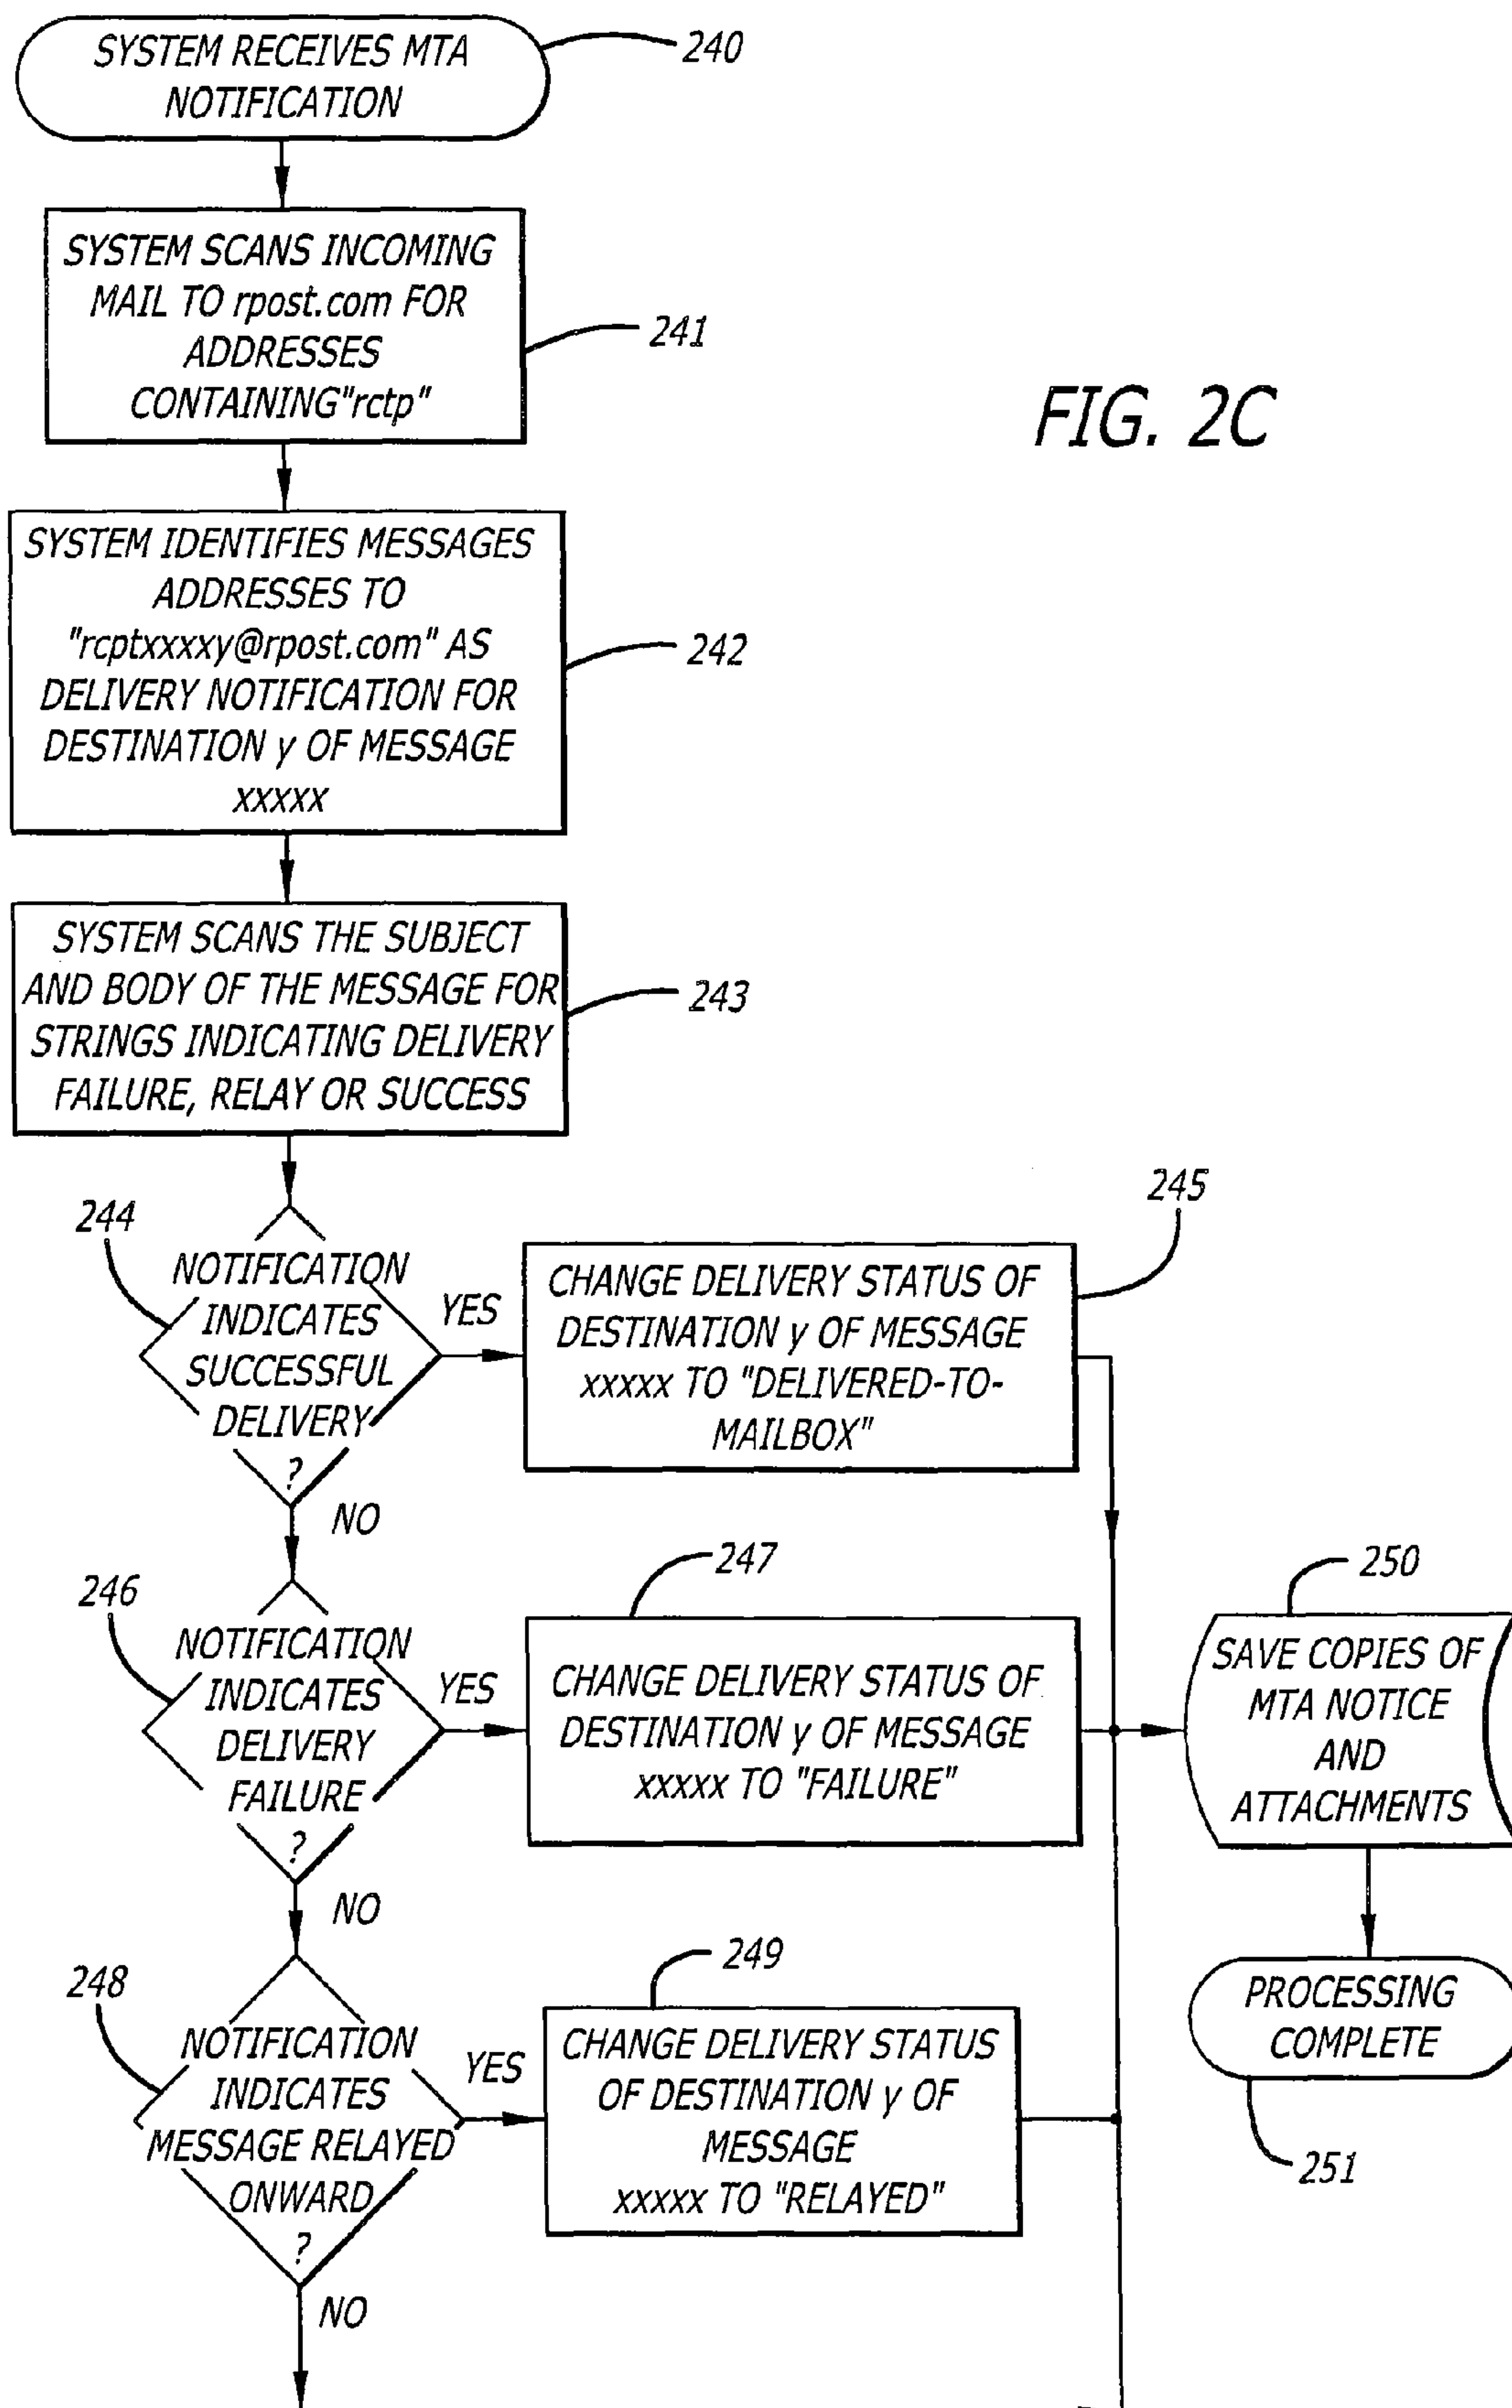 SYSTEM RECEIVES MTA
NOTIFICATION
240
SYSTEM SCANS INCOMING
MAIL TO rpost.com FOR
ADDRESSES
CONTAINING"rctp"
241
FIG. 2C
SYSTEM IDENTIFIES MESSAGES
ADDRESSES TO
"rcptxxxxy@rpost.com" AS
DELIVERY NOTIFICATION FOR
DESTINATION y OF MESSAGE
xxxxx
242
SYSTEM SCANS THE SUBJECT
AND BODY OF THE MESSAGE FOR
STRINGS INDICATING DELIVERY
FAILURE, RELAY OR SUCCESS
243
244
NOTIFICATION
INDICATES
SUCCESSFUL
DELIVERY
?
YES
NO
245
CHANGE DELIVERY STATUS OF
DESTINATION y OF MESSAGE
xxxxx TO "DELIVERED-TO-
MAILBOX"
246
NOTIFICATION
INDICATES
DELIVERY
FAILURE
?
YES
NO
247
CHANGE DELIVERY STATUS OF
DESTINATION y OF MESSAGE
xxxxx TO "FAILURE"
250
SAVE COPIES OF
MTA NOTICE
AND
ATTACHMENTS
248
NOTIFICATION
INDICATES
MESSAGE RELAYED
ONWARD
?
YES
NO
249
CHANGE DELIVERY STATUS
OF DESTINATION y OF
MESSAGE
xxxxx TO "RELAYED"
PROCESSING
COMPLETE
251